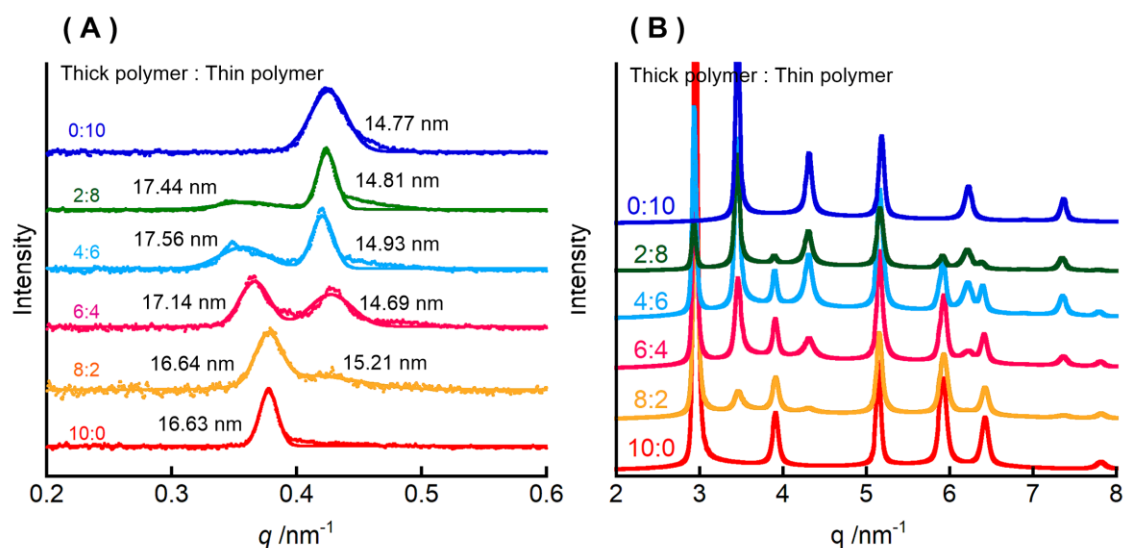 ( A )
Thick polymer : Thin polymer
0:10
14.77 nm
2:8
17.44 nm
14.81 nm
4:6
17.56 nm
14.93 nm
6:4
17.14 nm
14.69 nm
8:2
16.64 nm
15.21 nm
10:0
16.63 nm
Intensity
0.2 0.3 0.4 0.5 0.6
q /nm⁻¹
( B )
Thick polymer : Thin polymer
0:10
2:8
4:6
6:4
8:2
10:0
Intensity
2 3 4 5 6 7 8
q /nm⁻¹